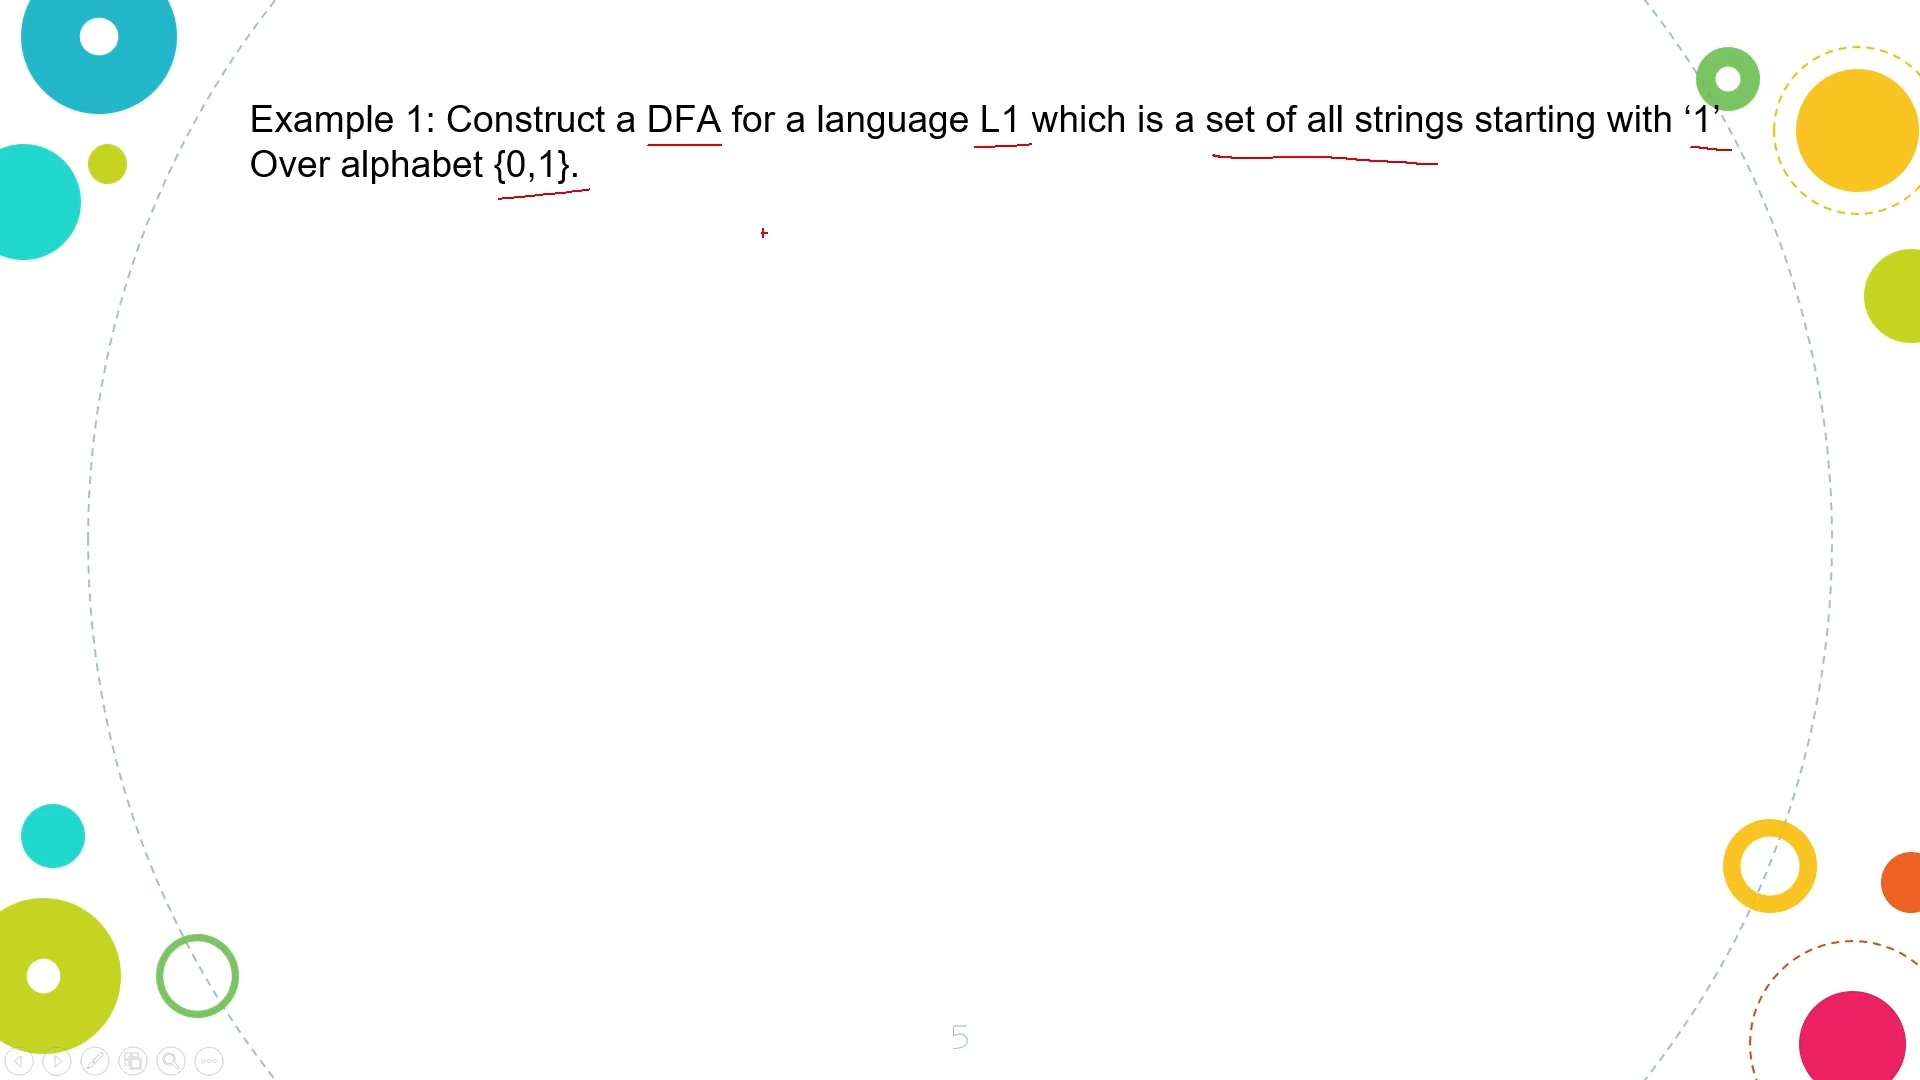 Example 1: Construct a DFA for a language L1 which is a set of all strings starting with ‘1’
Over alphabet {0,1}.
5